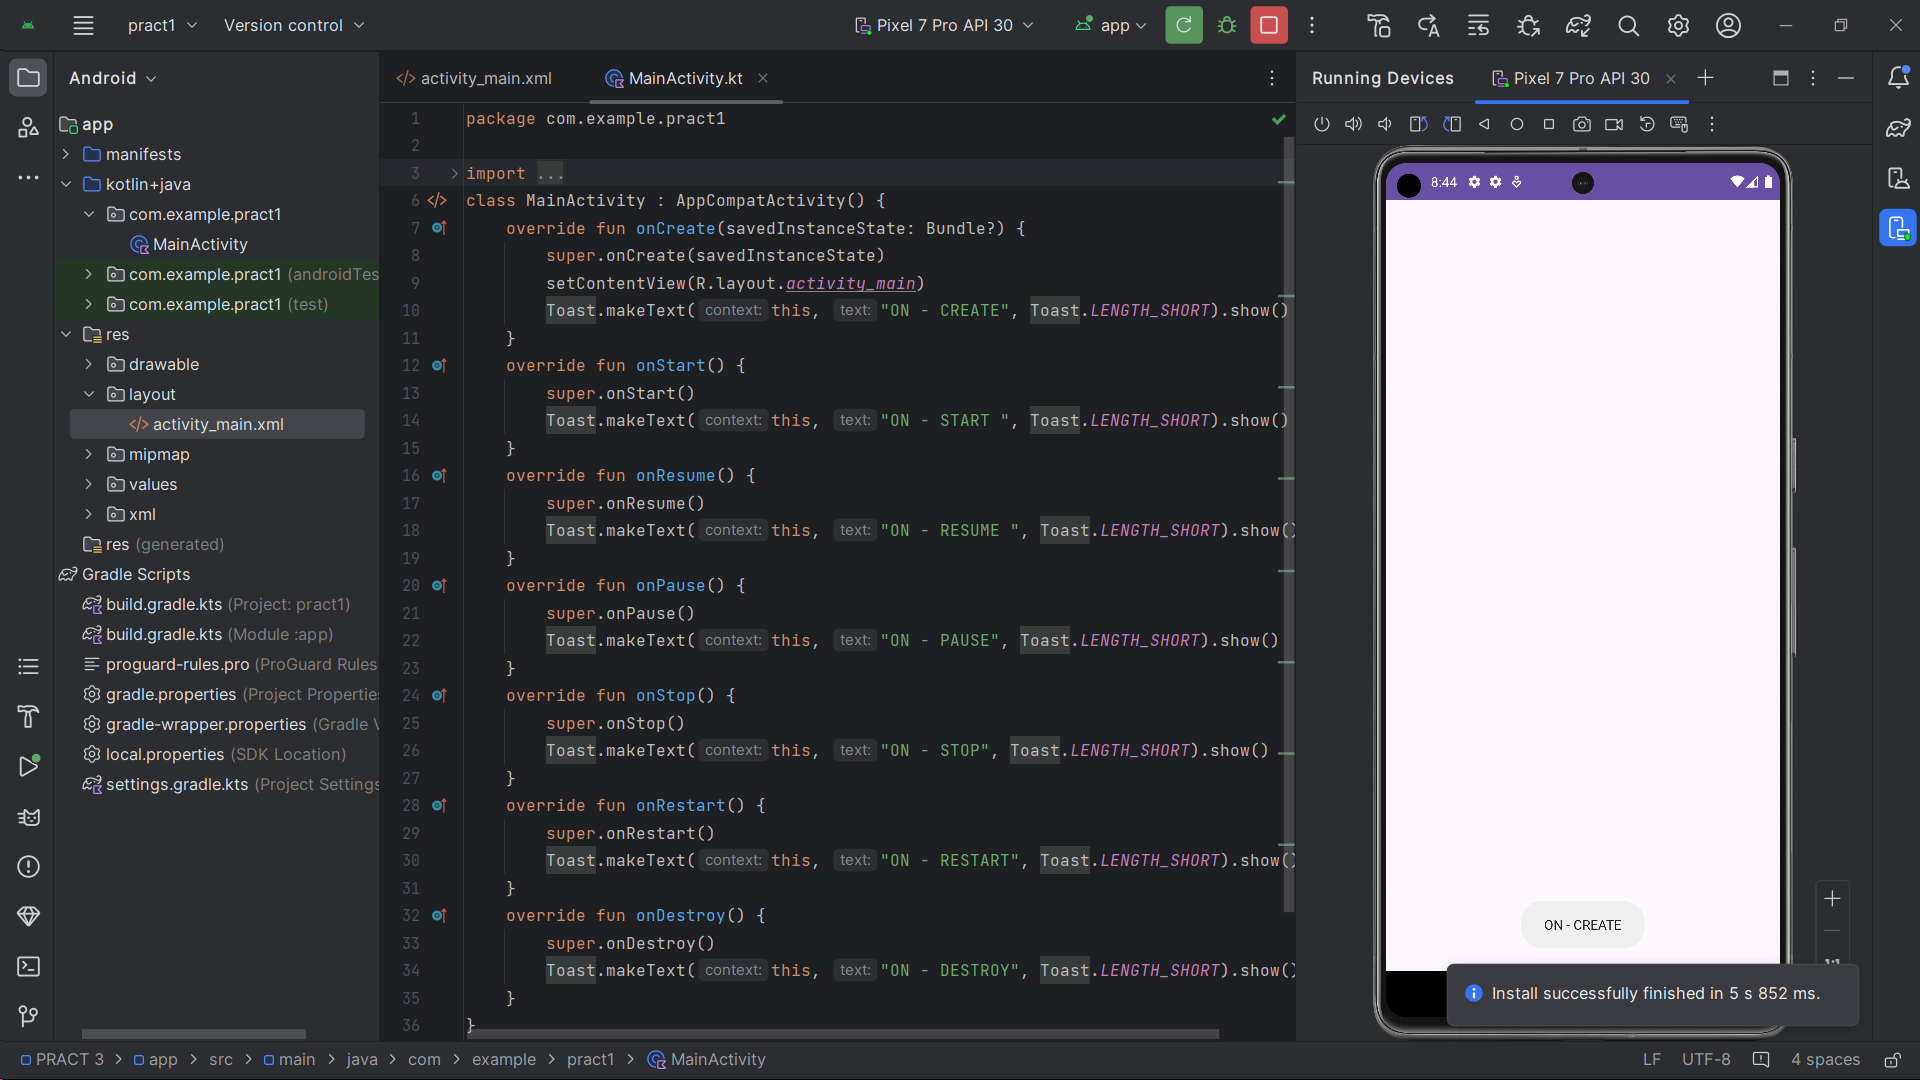 pract1
Version control
Pixel 7 Pro API 30
app
Android
activity_main.xml
MainActivity.kt
Running Devices
Pixel 7 Pro API 30
app
manifests
kotlin+java
com.example.pract1
MainActivity
com.example.pract1 (androidTes
com.example.pract1 (test)
res
drawable
layout
activity_main.xml
mipmap
values
xml
res (generated)
Gradle Scripts
build.gradle.kts (Project: pract1)
build.gradle.kts (Module :app)
proguard-rules.pro (ProGuard Rules
gradle.properties (Project Propertie
gradle-wrapper.properties (Gradle V
local.properties (SDK Location)
settings.gradle.kts (Project Settings
1 package com.example.pract1
2
3 import ...
6 class MainActivity : AppCompatActivity() {
7 override fun onCreate(savedInstanceState: Bundle?) {
8 super.onCreate(savedInstanceState)
9 setContentView(R.layout.activity_main)
10 Toast.makeText( context: this, text: "ON - CREATE", Toast.LENGTH_SHORT).show()
11 }
12 override fun onStart() {
13 super.onStart()
14 Toast.makeText( context: this, text: "ON - START ", Toast.LENGTH_SHORT).show()
15 }
16 override fun onResume() {
17 super.onResume()
18 Toast.makeText( context: this, text: "ON - RESUME ", Toast.LENGTH_SHORT).show()
19 }
20 override fun onPause() {
21 super.onPause()
22 Toast.makeText( context: this, text: "ON - PAUSE", Toast.LENGTH_SHORT).show()
23 }
24 override fun onStop() {
25 super.onStop()
26 Toast.makeText( context: this, text: "ON - STOP", Toast.LENGTH_SHORT).show()
27 }
28 override fun onRestart() {
29 super.onRestart()
30 Toast.makeText( context: this, text: "ON - RESTART", Toast.LENGTH_SHORT).show()
31 }
32 override fun onDestroy() {
33 super.onDestroy()
34 Toast.makeText( context: this, text: "ON - DESTROY", Toast.LENGTH_SHORT).show()
35 }
36 }
8:44
ON - CREATE
Install successfully finished in 5 s 852 ms.
PRACT 3 > app > src > main > java > com > example > pract1 > MainActivity
LF UTF-8 4 spaces